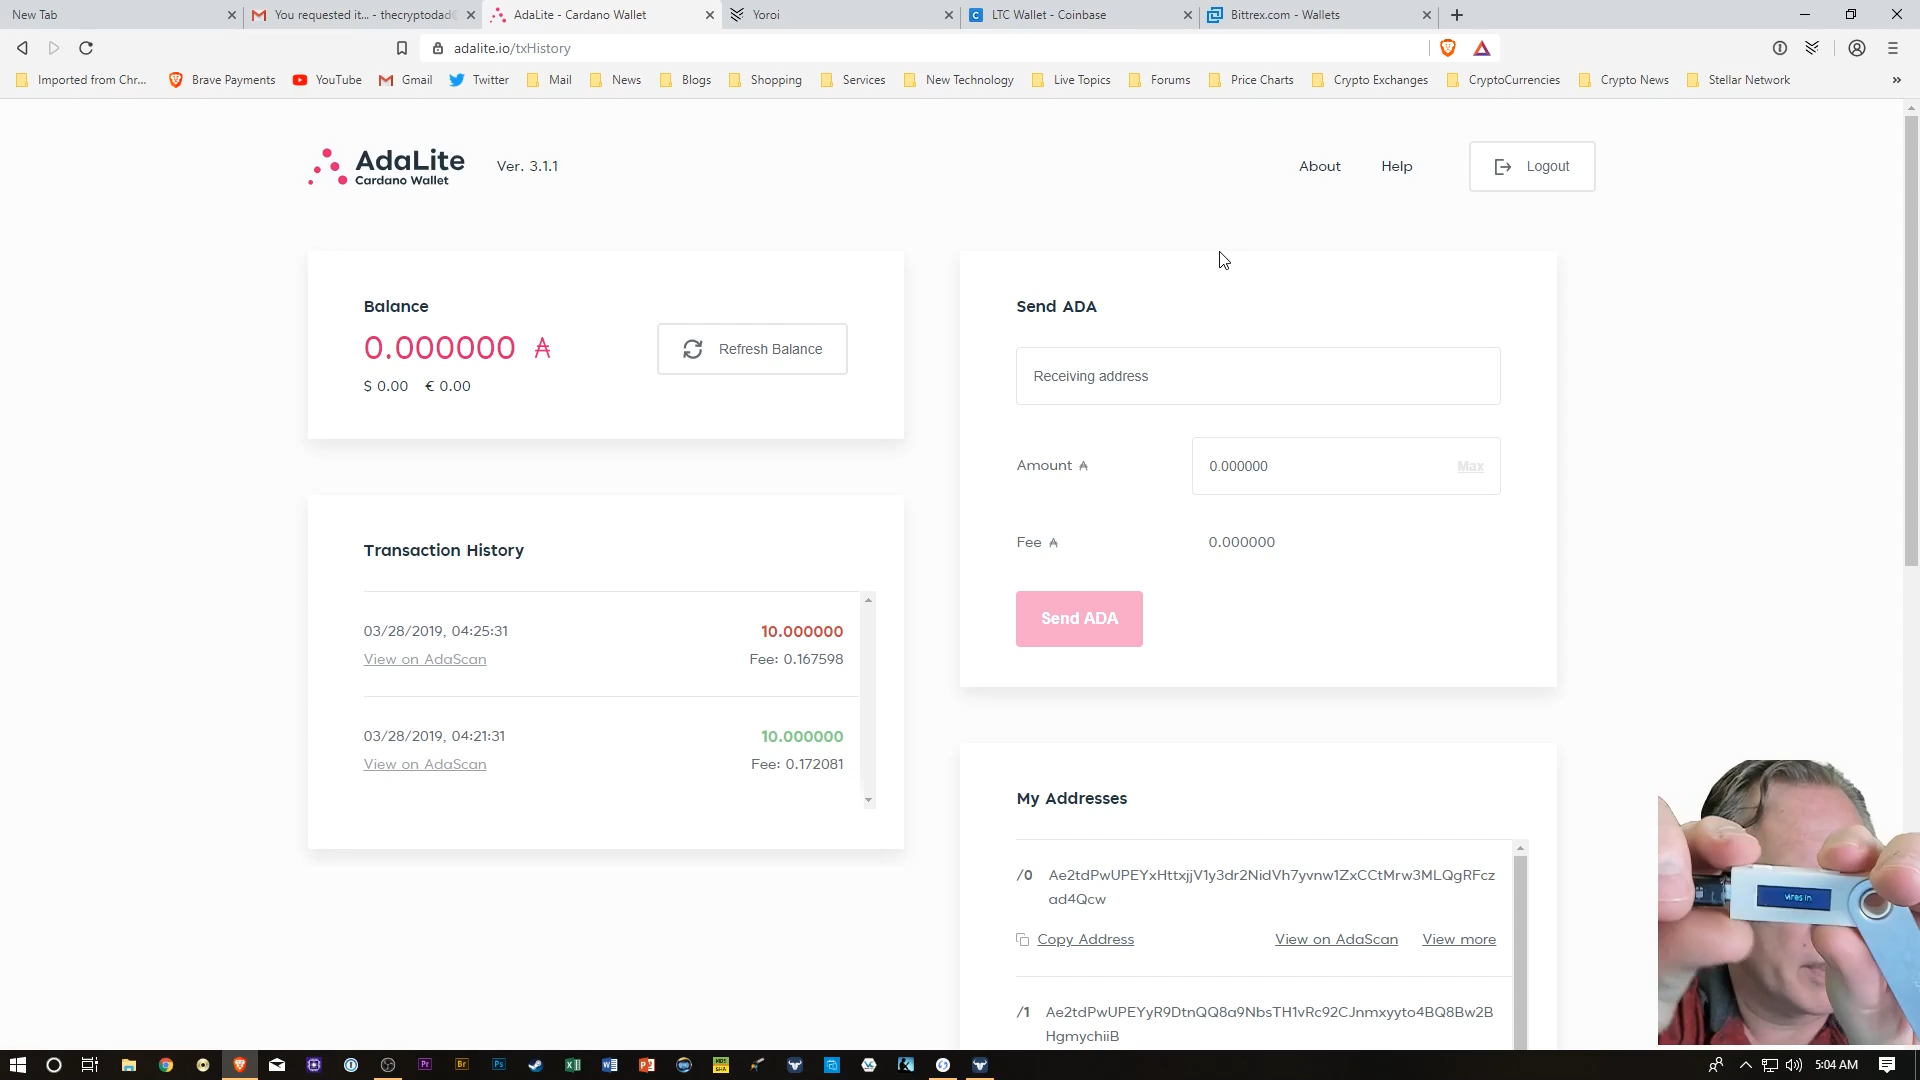 New Tab
You requested it... - thecryptodad
AdaLite - Cardano Wallet
Yoroi
LTC Wallet - Coinbase
Bittrex.com - Wallets
adalite.io/txHistory
Imported from Chr...
Brave Payments
YouTube
Gmail
Twitter
Mail
News
Blogs
Shopping
Services
New Technology
Live Topics
Forums
Price Charts
Crypto Exchanges
CryptoCurrencies
Crypto News
Stellar Network
»
AdaLite
Cardano Wallet
Ver. 3.1.1
About
Help
Logout
Balance
0.000000 ₳
$ 0.00 € 0.00
Refresh Balance
Transaction History
03/28/2019, 04:25:31 10.000000
View on AdaScan Fee: 0.167598
03/28/2019, 04:21:31 10.000000
View on AdaScan Fee: 0.172081
Send ADA
Receiving address
Amount ₳ 0.000000 Max
Fee ₳ 0.000000
Send ADA
My Addresses
/0 Ae2tdPwUPEYxHttxjjV1y3dr2NidVh7yvnw1ZxCCtMrw3MLQgRFcz
ad4Qcw
Copy Address View on AdaScan View more
/1 Ae2tdPwUPEYyR9DtnQQ8a9NbsTH1vRc92CJnmxyyto4BQ8Bw2B
HgmychiiB
vires in
Pr
Br
Ps
5:04 AM